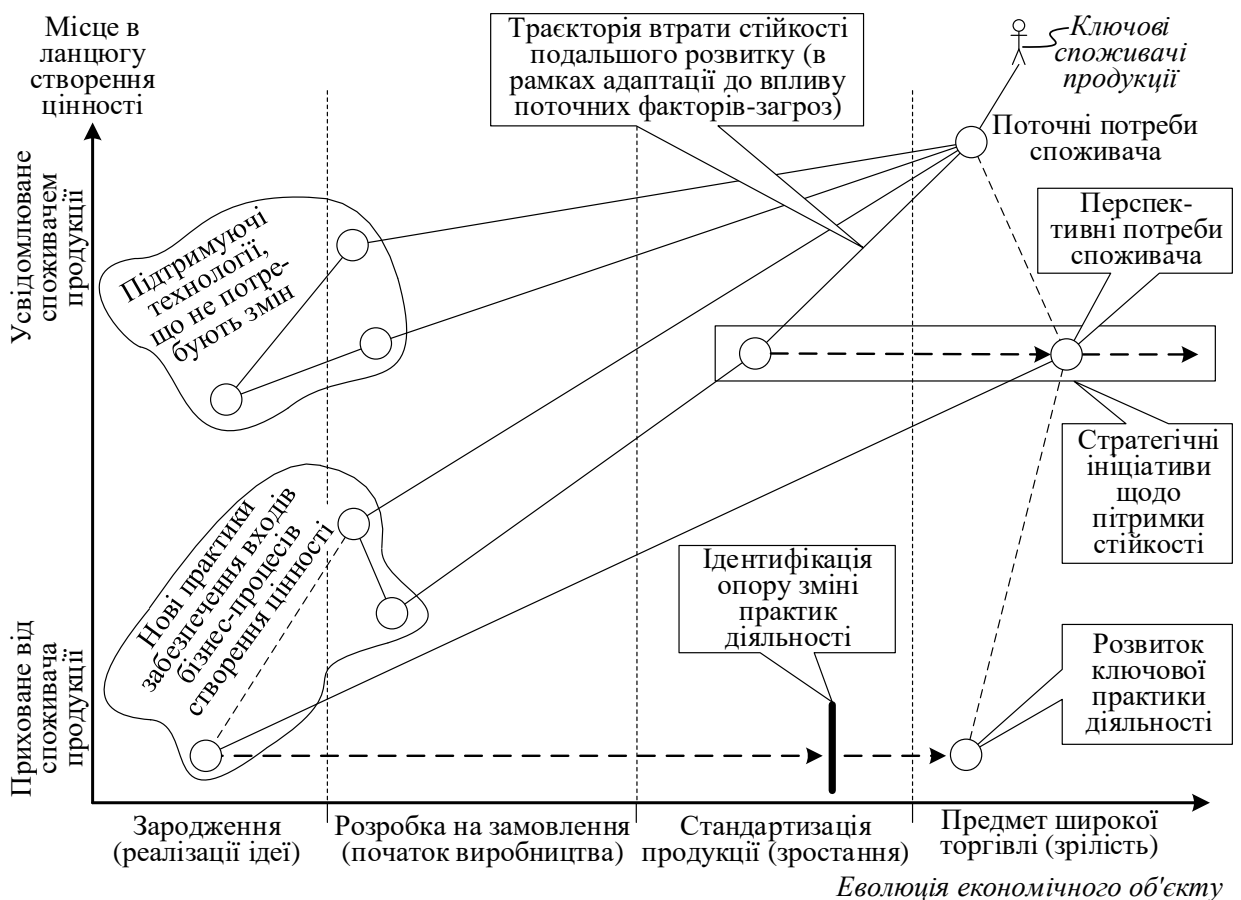 Місце в
ланцюгу
створення
цінності
Траєкторія втрати стійкості
подальшого розвитку (в
рамках адаптації до впливу
поточних факторів-загроз)
Ключові
споживачі
продукції
Поточні потреби
споживача
Перспек-
тивні потреби
споживача
Усвідомлюване
споживачем
продукції
Підтримуючі
технології,
що не потре-
бують змін
Стратегічні
ініціативи
щодо
пітримки
стійкості
Нові практики
забезпечення входів
бізнес-процесів
створення цінності
Ідентифікація
опору зміні
практик
діяльності
Розвиток
ключової
практики
діяльності
Приховане від
споживача
продукції
Зародження
(реалізації ідеї)
Розробка на замовлення
(початок виробництва)
Стандартизація
продукції (зростання)
Предмет широкої
торгівлі (зрілість)
Еволюція економічного об'єкту